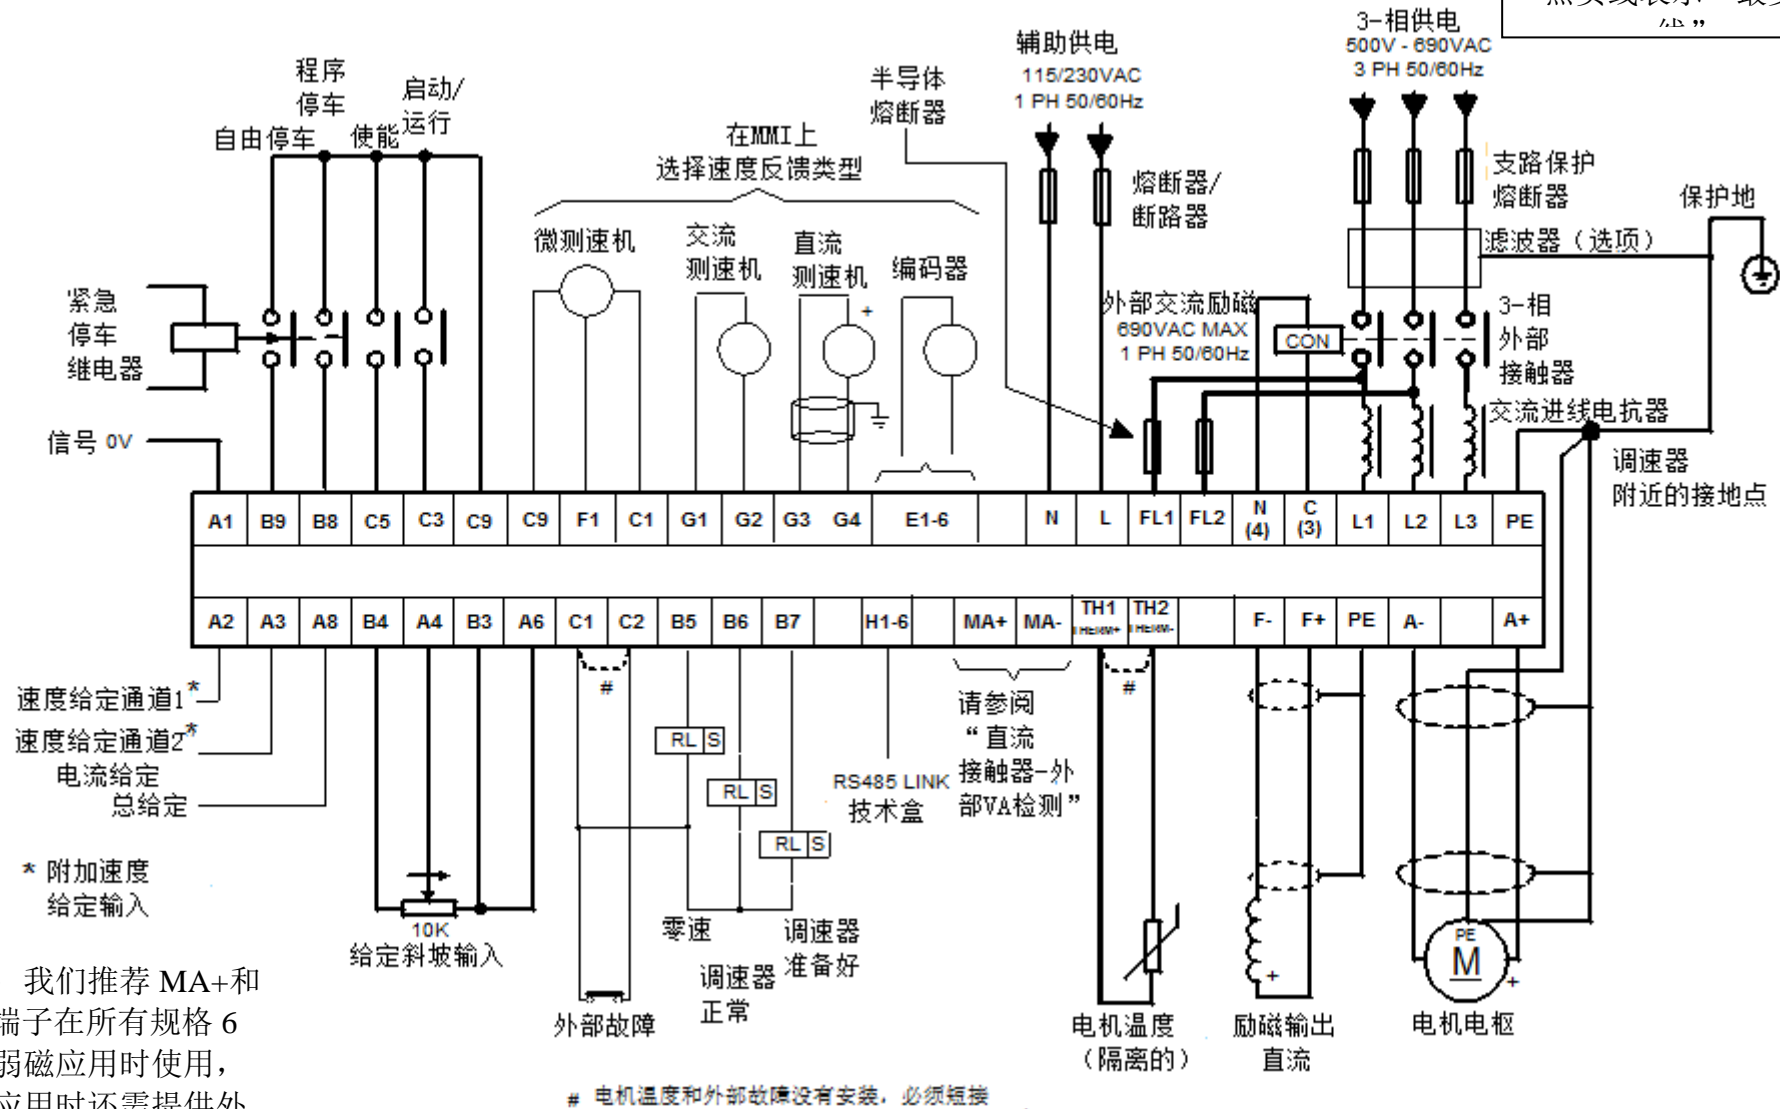 3-相供电
500V - 690VAC
3 PH 50/60Hz
线”
辅助供电
115/230VAC
1 PH 50/60Hz
半导体
熔断器
程序
停车
启动/
运行
自由停车
使能
在MMI上
选择速度反馈类型
熔断器/
断路器
支路保护
熔断器
保护地
微测速机
交流
测速机
直流
测速机
编码器
滤波器（选项）
紧急
停车
继电器
+
外部交流励磁
690VAC MAX
1 PH 50/60Hz
CON
3-相
外部
接触器
交流进线电抗器
信号 0V
调速器
附近的接地点
A1 B9 B8 C5 C3 C9 C9 F1 C1 G1 G2 G3 G4 E1-6 N L FL1 FL2 N (4) C (3) L1 L2 L3 PE
A2 A3 A8 B4 A4 B3 A6 C1 C2 B5 B6 B7 H1-6 MA+ MA- TH1 THERM+ TH2 THERM- F- F+ PE A- A+
速度给定通道1*
速度给定通道2*
电流给定
总给定
# 
#
请参阅
“直流
接触器-外
部VA检测”
RL S
RL S
RL S
RS485 LINK
技术盒
* 附加速度
给定输入
10K
给定斜坡输入
零速
调速器
准备好
调速器
正常
外部故障
电机温度
（隔离的）
+
励磁输出
直流
PE
M
+
电机电枢
我们推荐 MA+和
端子在所有规格 6
弱磁应用时使用，
应用时还需提供外
# 电机温度和外部故障没有安装，必须短接